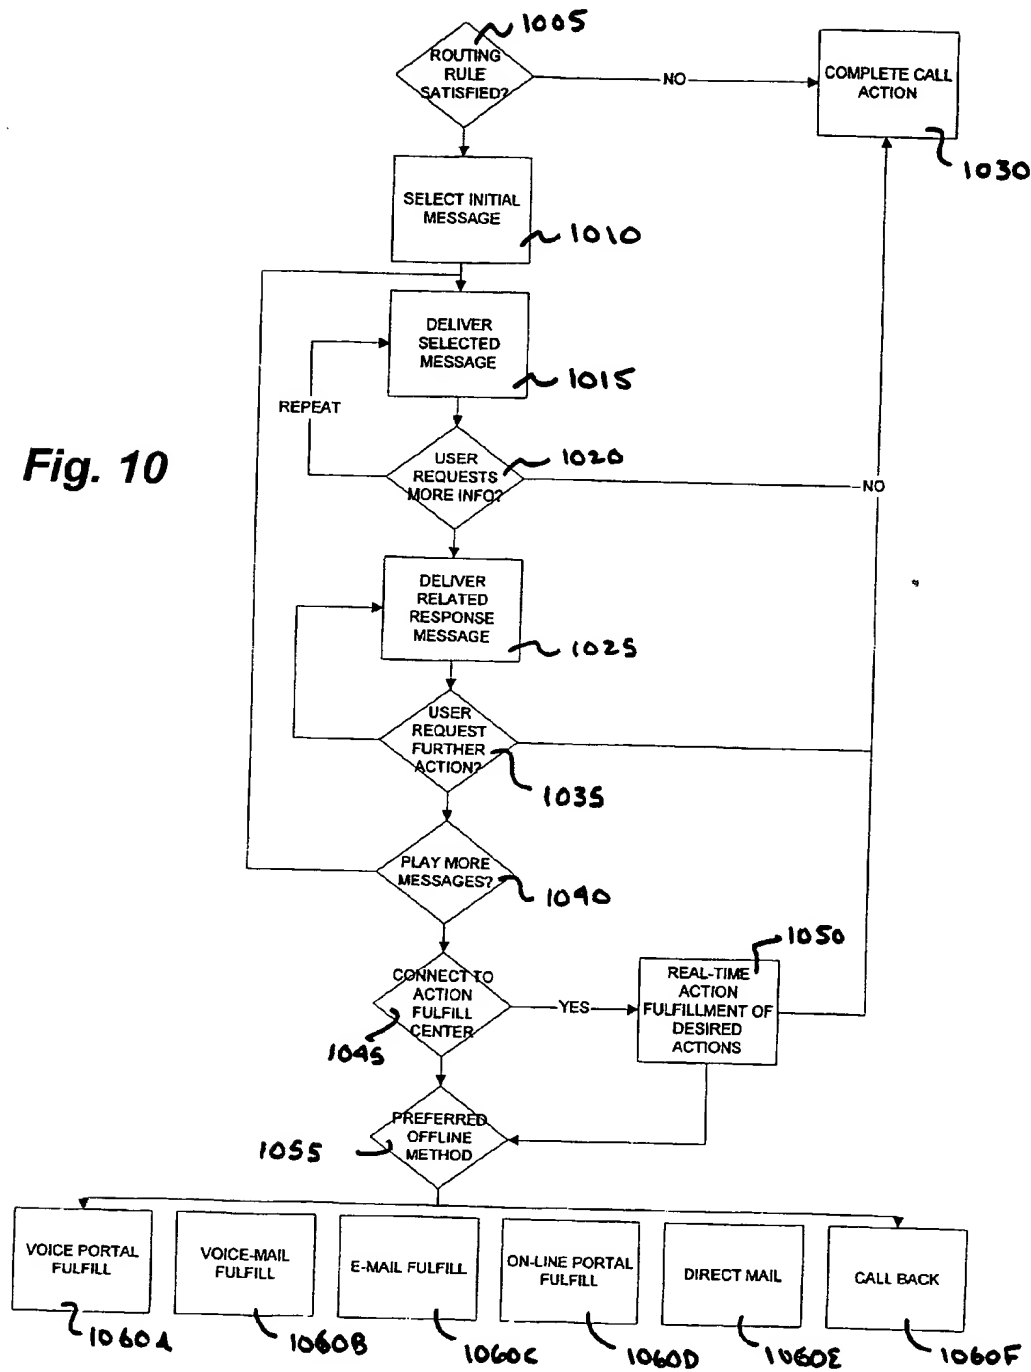 1005
ROUTING
RULE
SATISFIED?
NO
COMPLETE CALL
ACTION
1030
SELECT INITIAL
MESSAGE
1010
DELIVER
SELECTED
MESSAGE
1015
REPEAT
Fig. 10
USER
REQUESTS
MORE INFO?
1020
NO
DELIVER
RELATED
RESPONSE
MESSAGE
1025
USER
REQUEST
FURTHER
ACTION?
1035
PLAY MORE
MESSAGES?
1040
CONNECT TO
ACTION
FULFILL
CENTER
1045
YES
1050
REAL-TIME
ACTION
FULFILLMENT OF
DESIRED
ACTIONS
PREFERRED
OFFLINE
METHOD
1055
VOICE PORTAL
FULFILL
VOICE-MAIL
FULFILL
E-MAIL FULFILL
ON-LINE PORTAL
FULFILL
DIRECT MAIL
CALL BACK
1060A
1060B
1060C
1060D
1060E
1060F